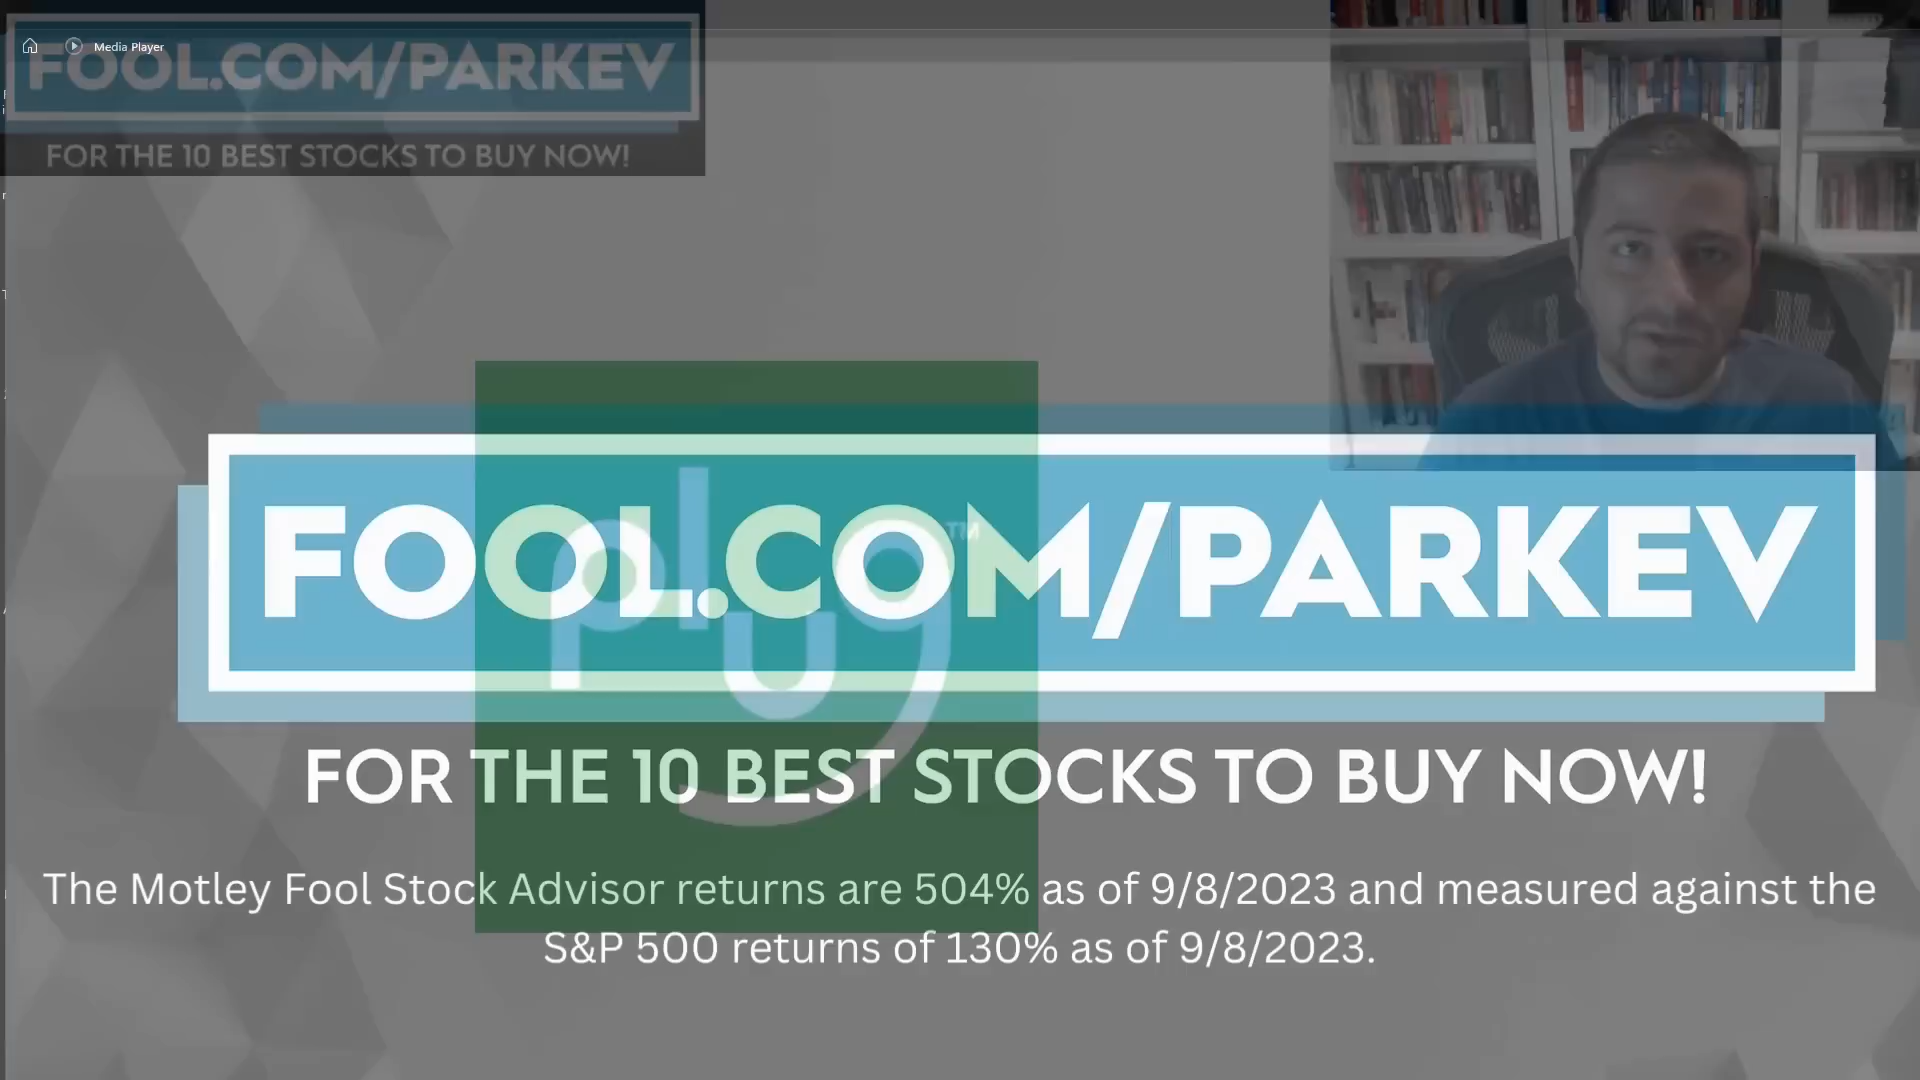 Media Player
FOOL.COM/PARKEV
FOR THE 10 BEST STOCKS TO BUY NOW!
plug™
FOOL.COM/PARKEV
FOR THE 10 BEST STOCKS TO BUY NOW!
The Motley Fool Stock Advisor returns are 504% as of 9/8/2023 and measured against the
S&P 500 returns of 130% as of 9/8/2023.